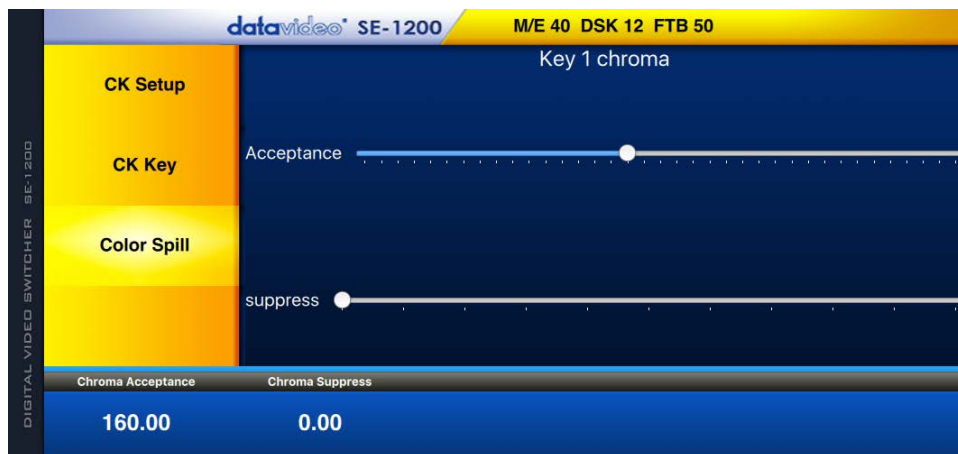 datavideo SE-1200
M/E 40 DSK 12 FTB 50
Key 1 chroma
CK Setup
CK Key
Color Spill
Acceptance
suppress
DIGITAL VIDEO SWITCHER SE-1200
Chroma Acceptance Chroma Suppress
160.00 0.00